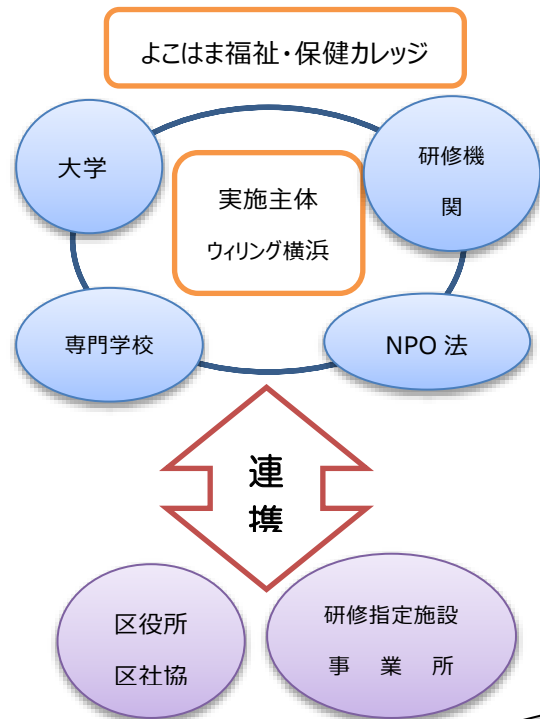 よこはま福祉・保健カレッジ
大学
研修機
関
実施主体
ウィリング横浜
専門学校
NPO 法
連
携
区役所
区社協
研修指定施設
事　業　所